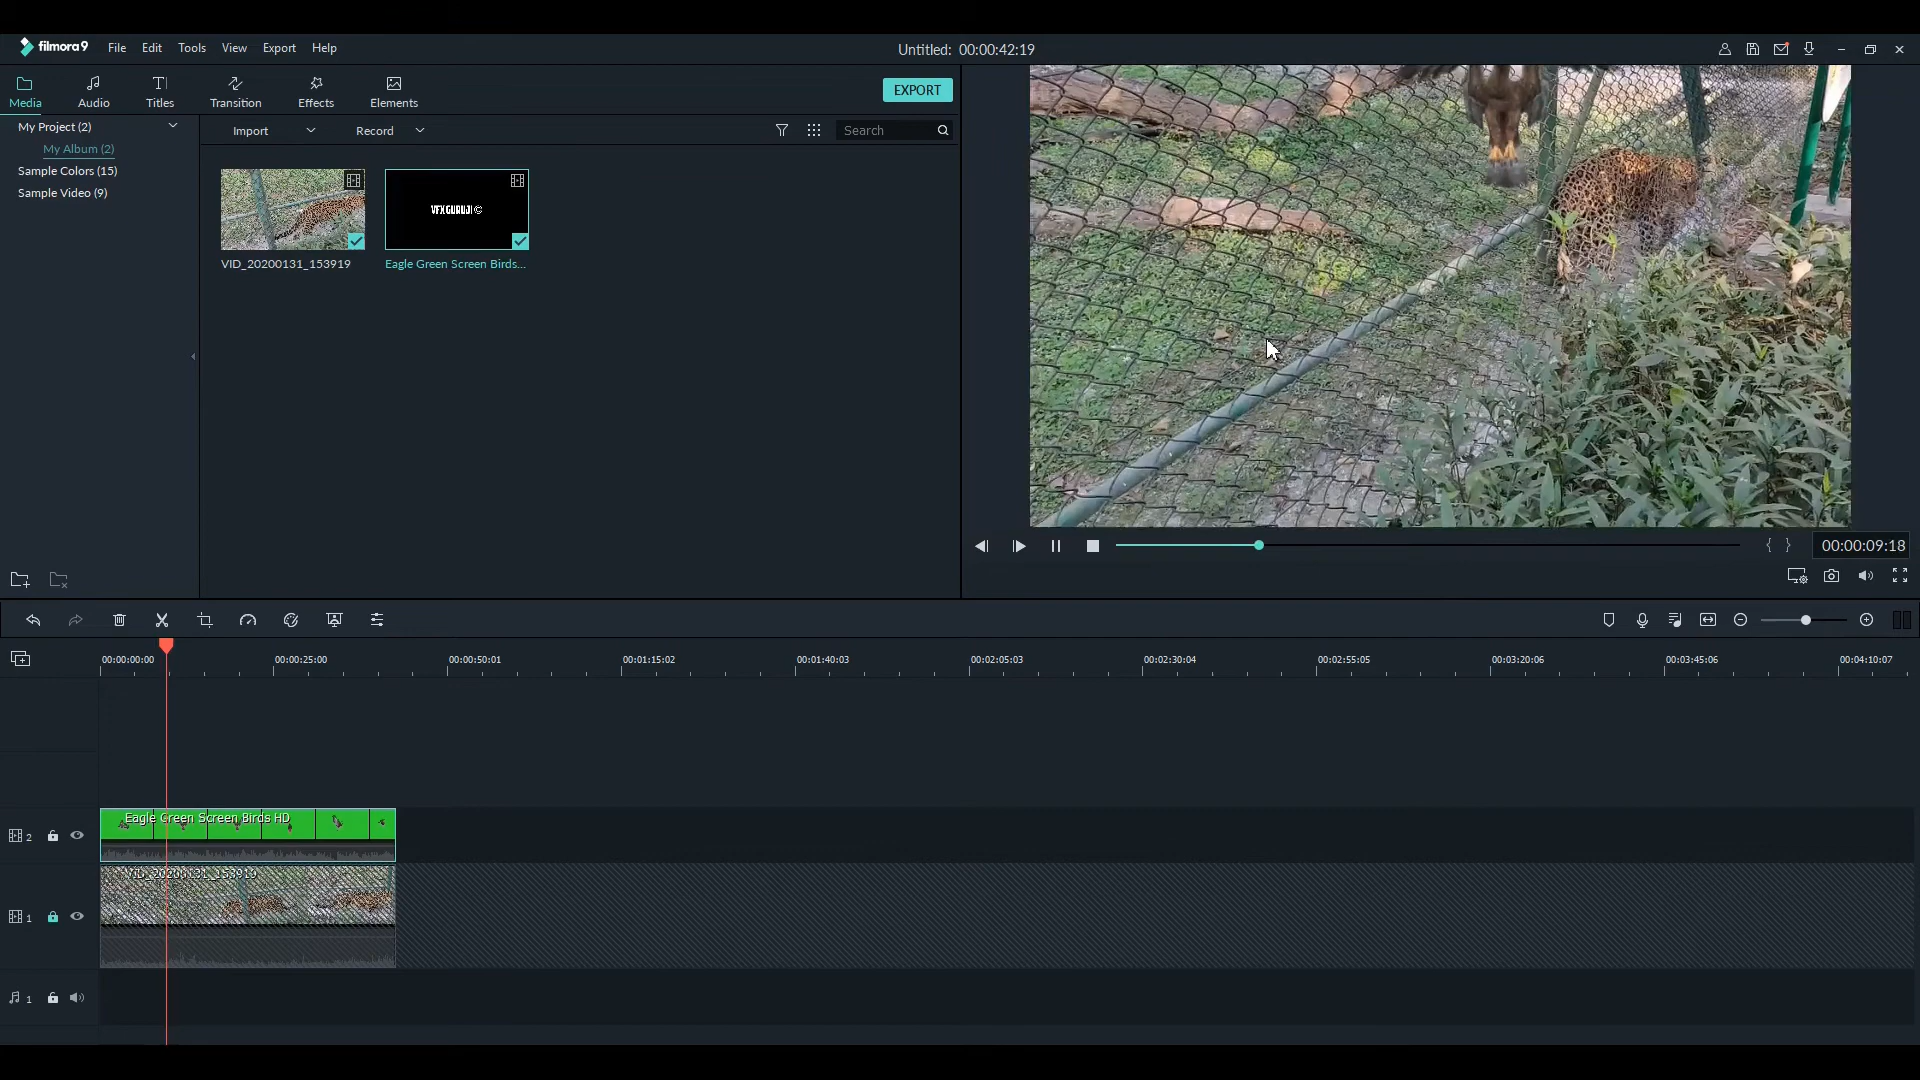 filmora9
File Edit Tools View Export Help
Untitled: 00:00:42:19
Media Audio Titles Transition Effects Elements
EXPORT
My Project (2)
My Album (2)
Sample Colors (15)
Sample Video (9)
Import Record Search
VFXGURUJI ©
VID_20200131_153919
Eagle Green Screen Birds...
00:00:09:18
00:00:00:00 00:00:25:00 00:00:50:01 00:01:15:02 00:01:40:03 00:02:05:03 00:02:30:04 00:02:55:05 00:03:20:06 00:03:45:06 00:04:10:07
2
Eagle Green Screen Birds HD
1
VID_20200131_153919
1